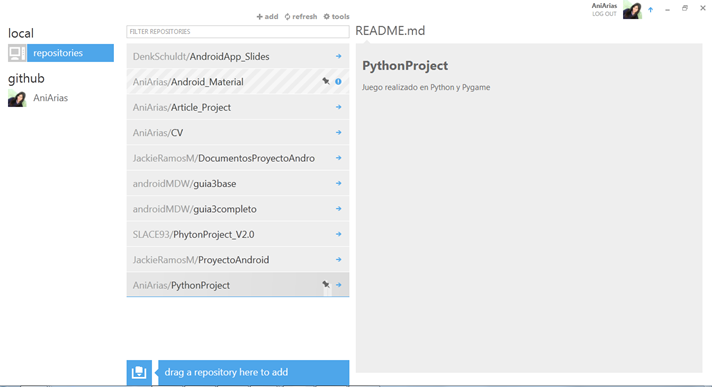 add refresh tools
AniArias
LOG OUT
local
repositories
github
AniArias
FILTER REPOSITORIES
DenkSchuldt/AndroidApp_Slides
AniArias/Android_Material
AniArias/Article_Project
AniArias/CV
JackieRamosM/DocumentosProyectoAndro
androidMDW/guia3base
androidMDW/guia3completo
SLACE93/PhytonProject_V2.0
JackieRamosM/ProyectoAndroid
AniArias/PythonProject
drag a repository here to add
README.md
PythonProject
Juego realizado en Python y Pygame